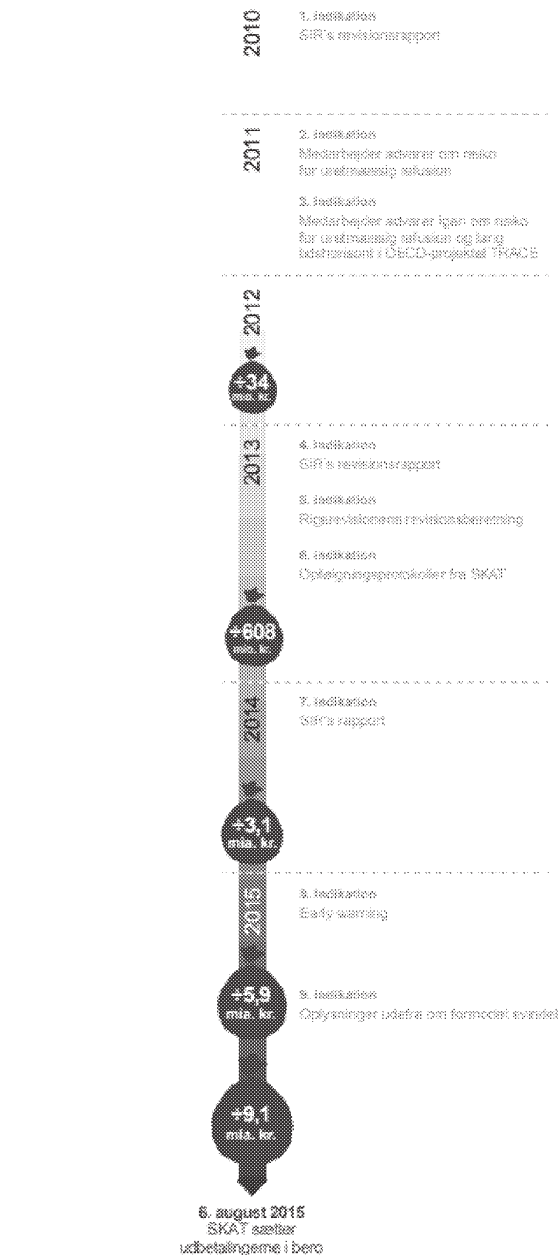 2010
1. indikation
SIR's revisionsrapport
2011
2. indikation
Medarbejder advarer om risiko
for uretmæssig refusion
3. indikation
Medarbejder advarer igen om risiko
for uretmæssig refusion og lang
tidshorisont i OECD-projektet TRACE
2012
÷34
mio. kr.
2013
4. indikation
SIR's revisionsrapport
5. indikation
Rigsrevisionens revisionsberetning
6. indikation
Opfølgningsprotokoller fra SKAT
÷608
mio. kr.
2014
7. indikation
SIR's rapport
÷3,1
mia. kr.
2015
8. indikation
Early warning
÷5,9
mia. kr.
9. indikation
Oplysninger udefra om formodet svindel
÷9,1
mia. kr.
6. august 2015
SKAT sætter
udbetalingerne i bero